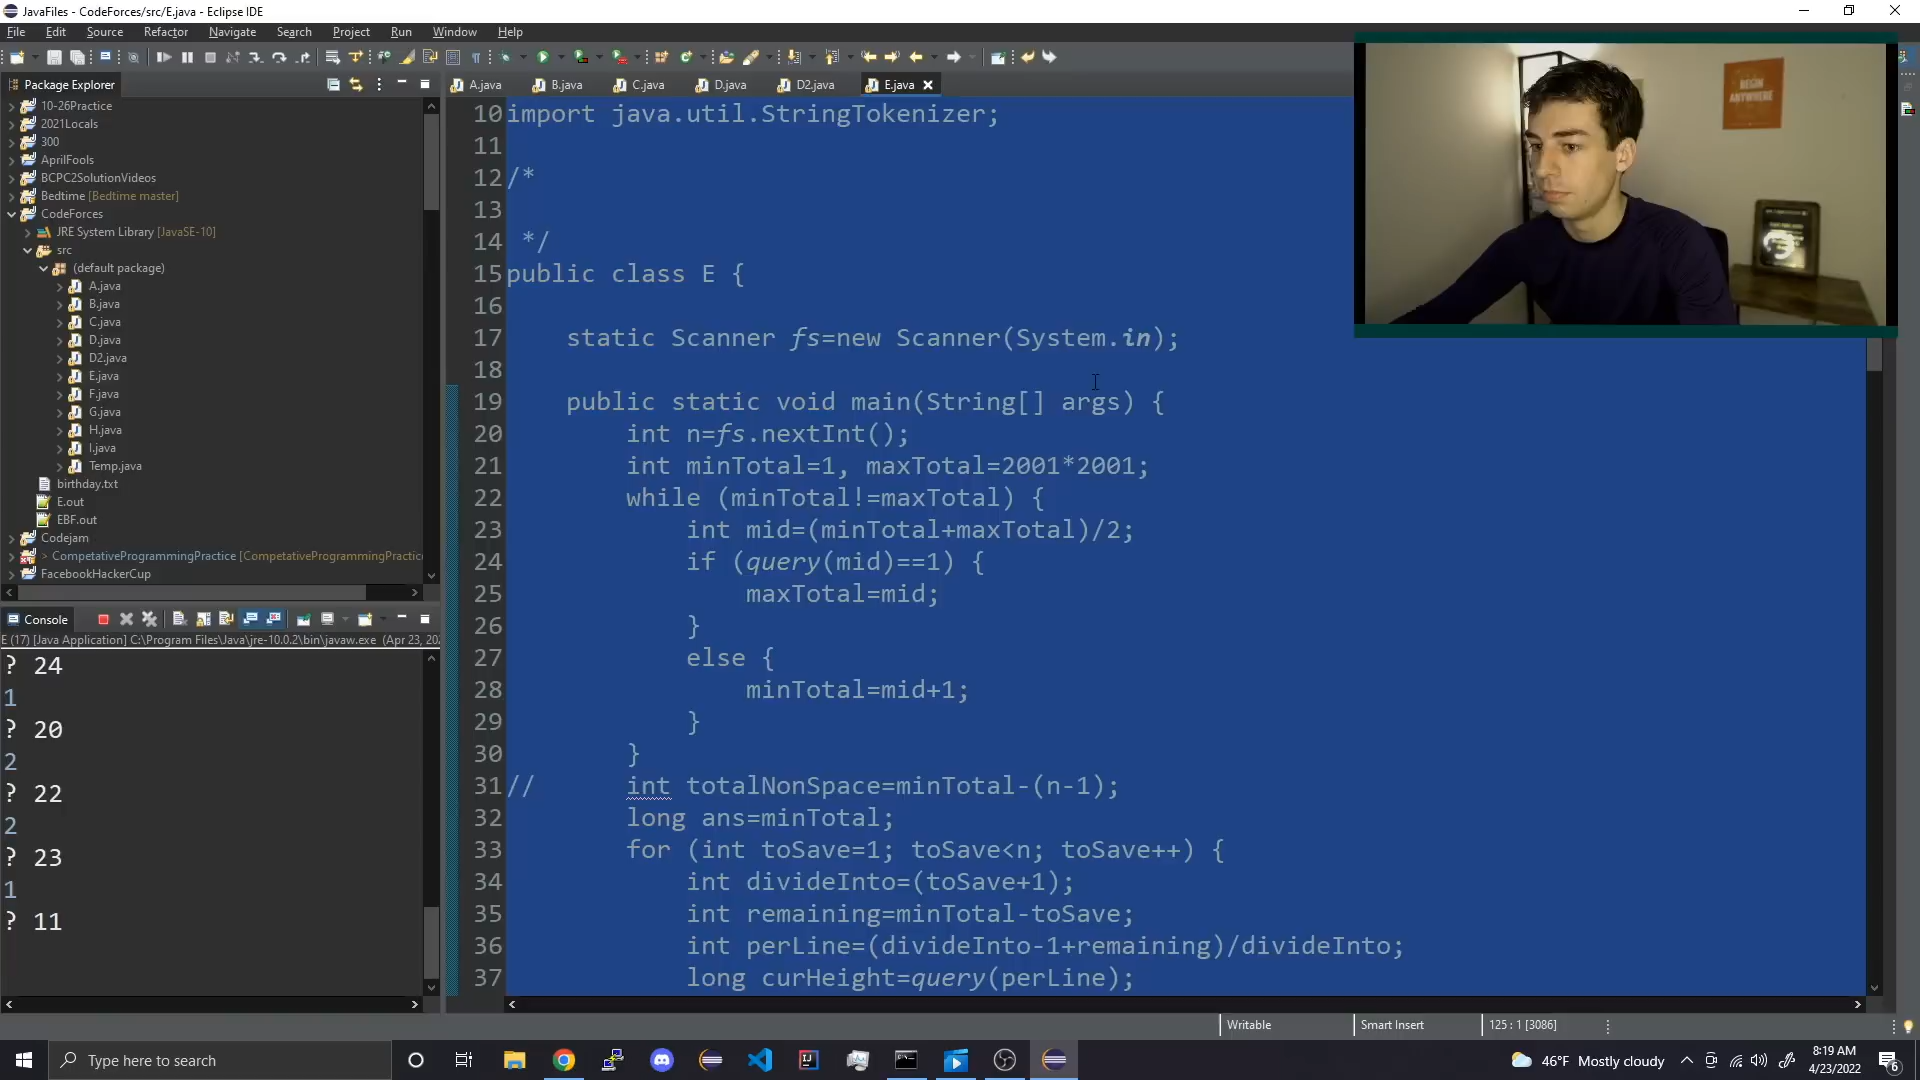 JavaFiles - CodeForces/src/E.java - Eclipse IDE
File Edit Source Refactor Navigate Search Project Run Window Help
Package Explorer
A.java B.java C.java D.java D2.java E.java
10-26Practice
2021Locals
300
AprilFools
BCPC2SolutionVideos
Bedtime [Bedtime master]
CodeForces
JRE System Library [JavaSE-10]
src
(default package)
A.java
B.java
C.java
D.java
D2.java
E.java
F.java
G.java
H.java
I.java
Temp.java
birthday.txt
E.out
EBF.out
Codejam
> CompetativeProgrammingPractice [CompetativeProgrammingPractic
FacebookHackerCup
Console
E (17) [Java Application] C:\Program Files\Java\jre-10.0.2\bin\javaw.exe (Apr 23, 202
? 24
1
? 20
2
? 22
2
? 23
1
? 11
10 import java.util.StringTokenizer;
11
12 /*
13
14 */
15 public class E {
16
17 static Scanner fs=new Scanner(System.in);
18
19 public static void main(String[] args) {
20 int n=fs.nextInt();
21 int minTotal=1, maxTotal=2001*2001;
22 while (minTotal!=maxTotal) {
23 int mid=(minTotal+maxTotal)/2;
24 if (query(mid)==1) {
25 maxTotal=mid;
26 }
27 else {
28 minTotal=mid+1;
29 }
30 }
31 // int totalNonSpace=minTotal-(n-1);
32 long ans=minTotal;
33 for (int toSave=1; toSave<n; toSave++) {
34 int divideInto=(toSave+1);
35 int remaining=minTotal-toSave;
36 int perLine=(divideInto-1+remaining)/divideInto;
37 long curHeight=query(perLine);
BEGIN
ANYWHERE
Writable Smart Insert 125 : 1 [3086]
Type here to search
46°F Mostly cloudy
8:19 AM
4/23/2022
6